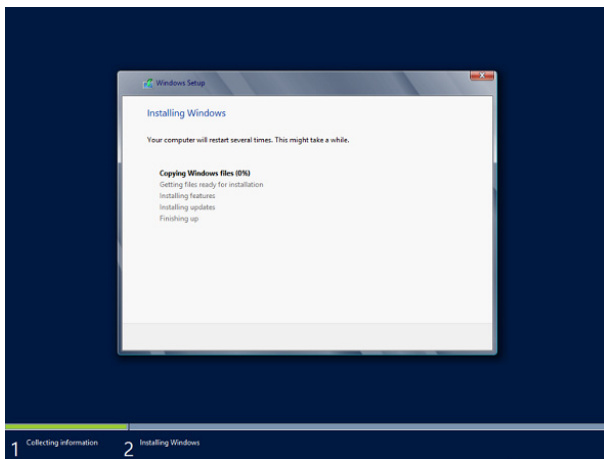 Windows Setup
X
Installing Windows
Your computer will restart several times. This might take a while.
Copying Windows files (0%)
Getting files ready for installation
Installing features
Installing updates
Finishing up
1 Collecting information
2 Installing Windows